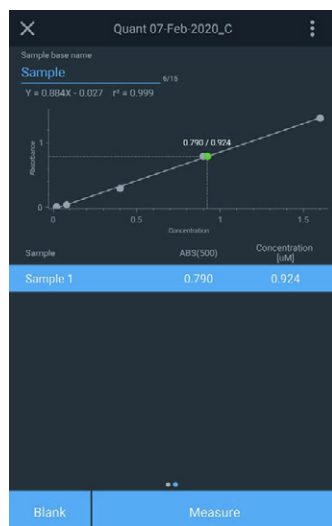 Quant 07-Feb-2020_C
Sample base name
Sample
6/15
Y = 0.884X - 0.027 r² = 0.999
0.790 / 0.924
1
Absorbance
0
0 0.5 1 1.5
Concentration
Sample ABS(500) Concentration
[uM]
Sample 1 0.790 0.924
Blank Measure